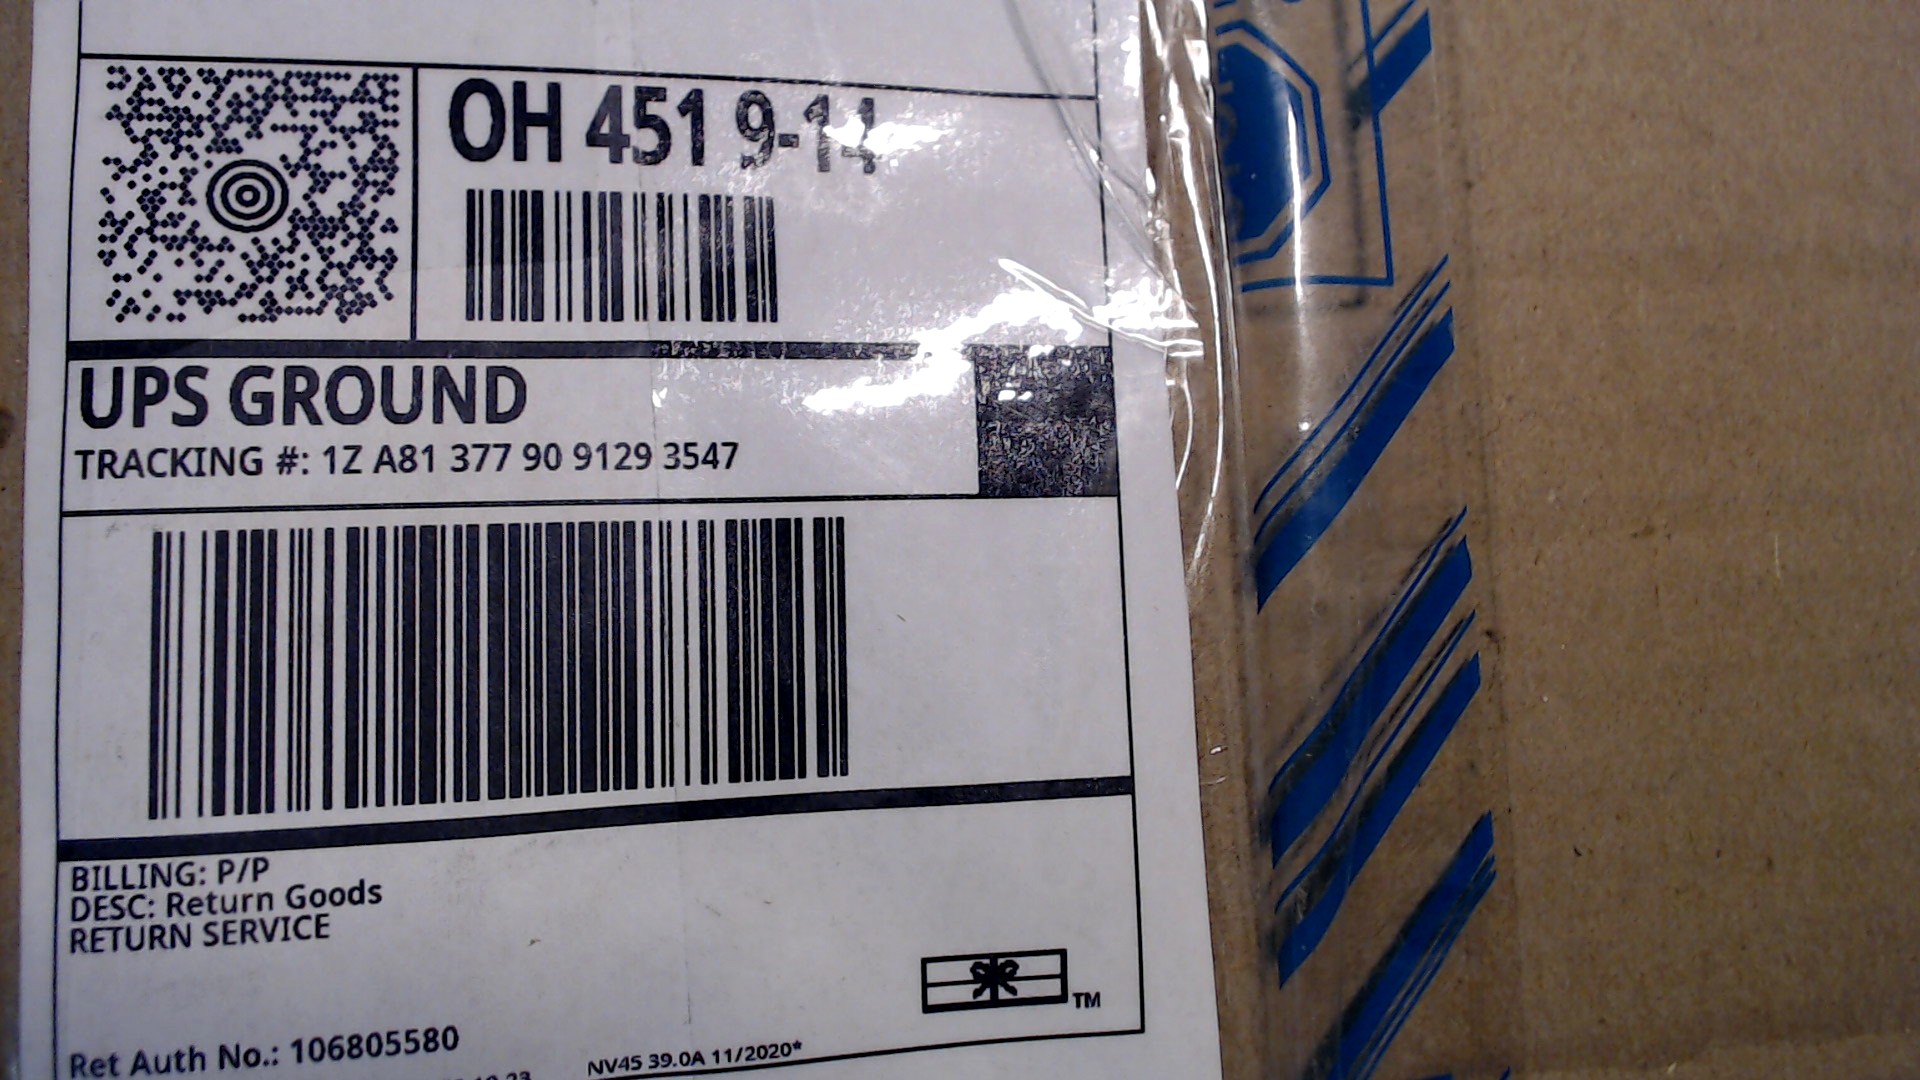 OH 451 9-14
UPS GROUND
TRACKING #: 1Z A81 377 90 9129 3547
BILLING: P/P
DESC: Return Goods
RETURN SERVICE
TM
Ret Auth No.: 106805580
NV45 39.0A 11/2020*